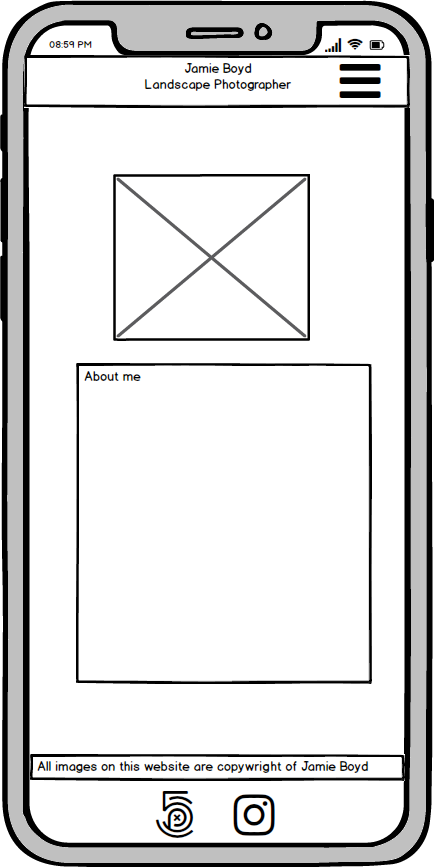 08:59 PM
Jamie Boyd
Landscape Photographer
About me
All images on this website are copywright of Jamie Boyd